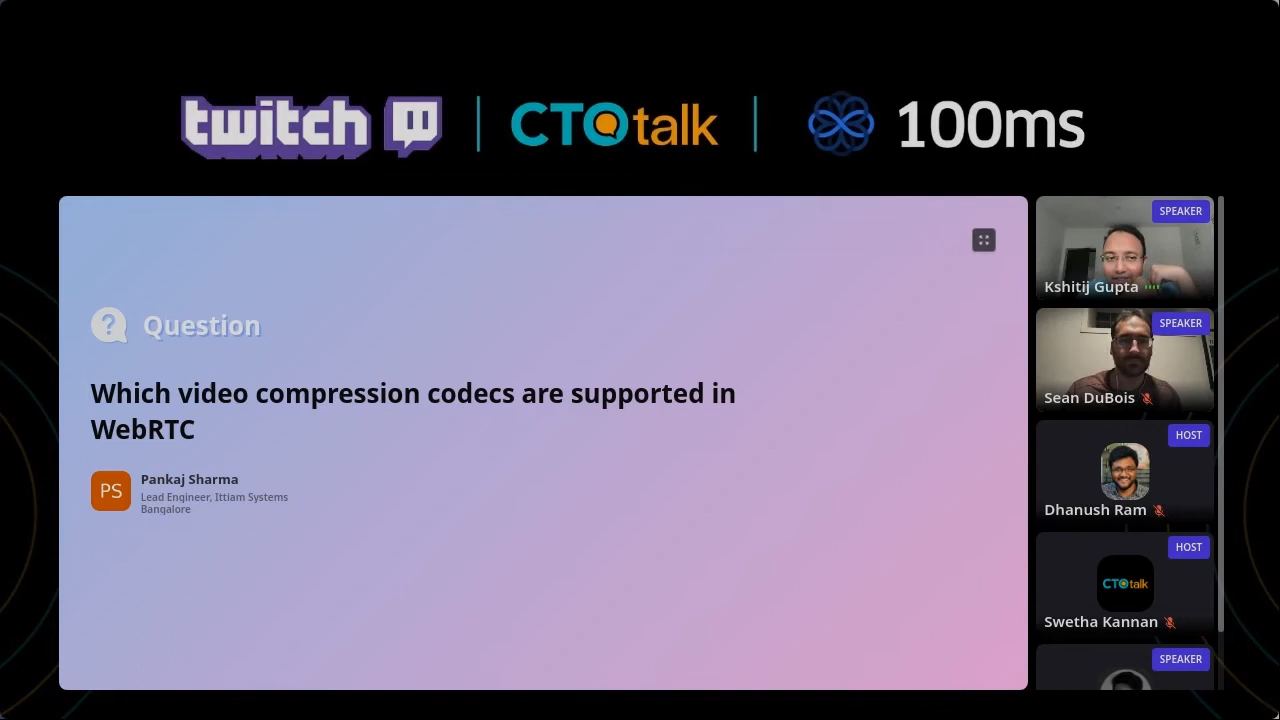 twitch
CTOtalk
100ms
Question
Which video compression codecs are supported in
WebRTC
PS
Pankaj Sharma
Lead Engineer, Ittiam Systems
Bangalore
SPEAKER
Kshitij Gupta
SPEAKER
Sean DuBois
HOST
Dhanush Ram
HOST
CTOtalk
Swetha Kannan
SPEAKER